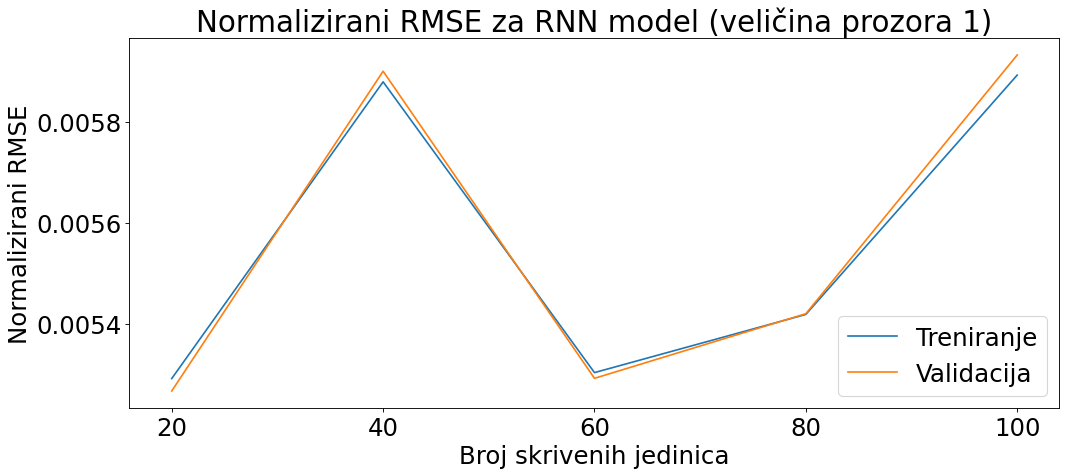 Normalizirani RMSE za RNN model (veličina prozora 1)
Normalizirani RMSE
0.0058
0.0056
0.0054
20 40 60 80 100
Broj skrivenih jedinica
Treniranje
Validacija